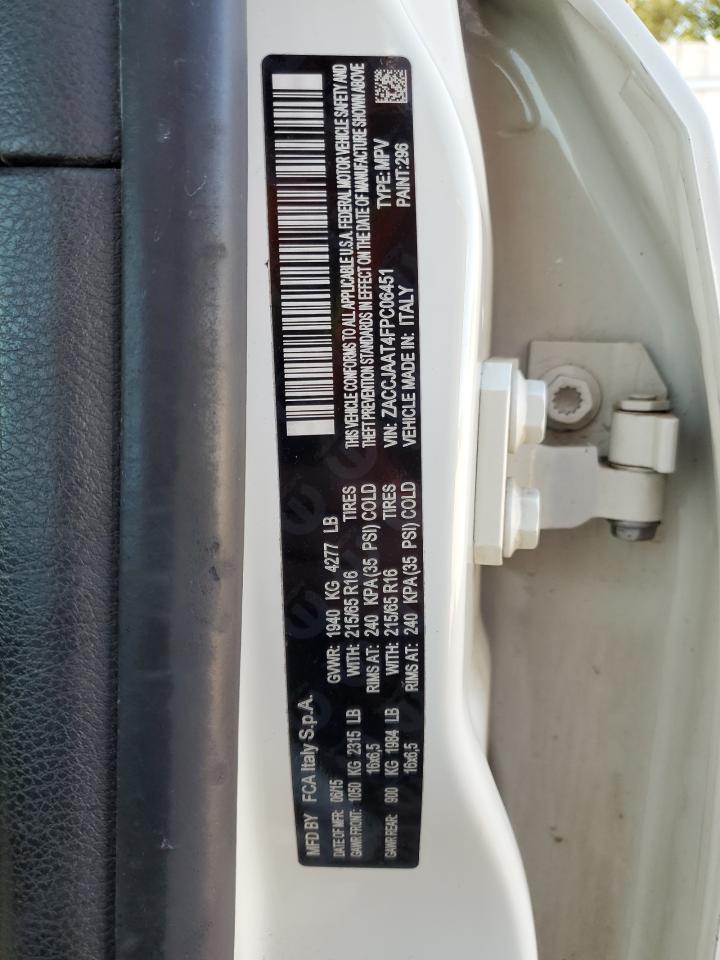 MFD BY FCA Italy S.p.A.
DATE OF MFR: 06/15 GVWR: 1940 KG 4277 LB
GAWR FRONT: 1050 KG 2315 LB WITH: 215/65 R16 TIRES
16x6,5 RIMS AT: 240 KPA (35 PSI) COLD
GAWR REAR: 900 KG 1984 LB WITH: 215/65 R16 TIRES
16x6,5 RIMS AT: 240 KPA (35 PSI) COLD
THIS VEHICLE CONFORMS TO ALL APPLICABLE U.S.A. FEDERAL MOTOR VEHICLE SAFETY AND
THEFT PREVENTION STANDARDS IN EFFECT ON THE DATE OF MANUFACTURE SHOWN ABOVE
VIN: ZACCJAAT4FPC06451 TYPE: MPV
VEHICLE MADE IN: ITALY PAINT: 296